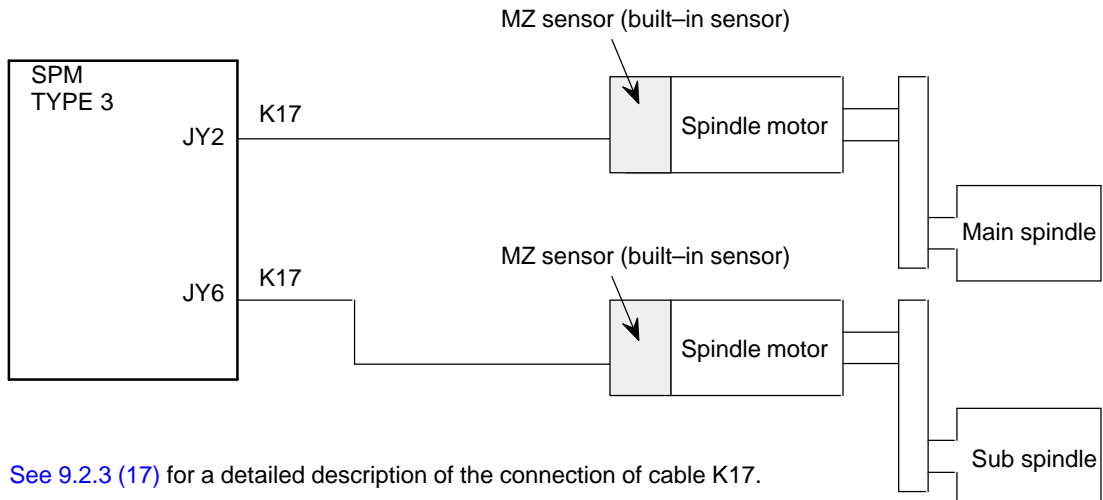 MZ sensor (built–in sensor)
SPM
TYPE 3
K17
JY2
Spindle motor
Main spindle
MZ sensor (built–in sensor)
K17
JY6
Spindle motor
Sub spindle
See 9.2.3 (17) for a detailed description of the connection of cable K17.